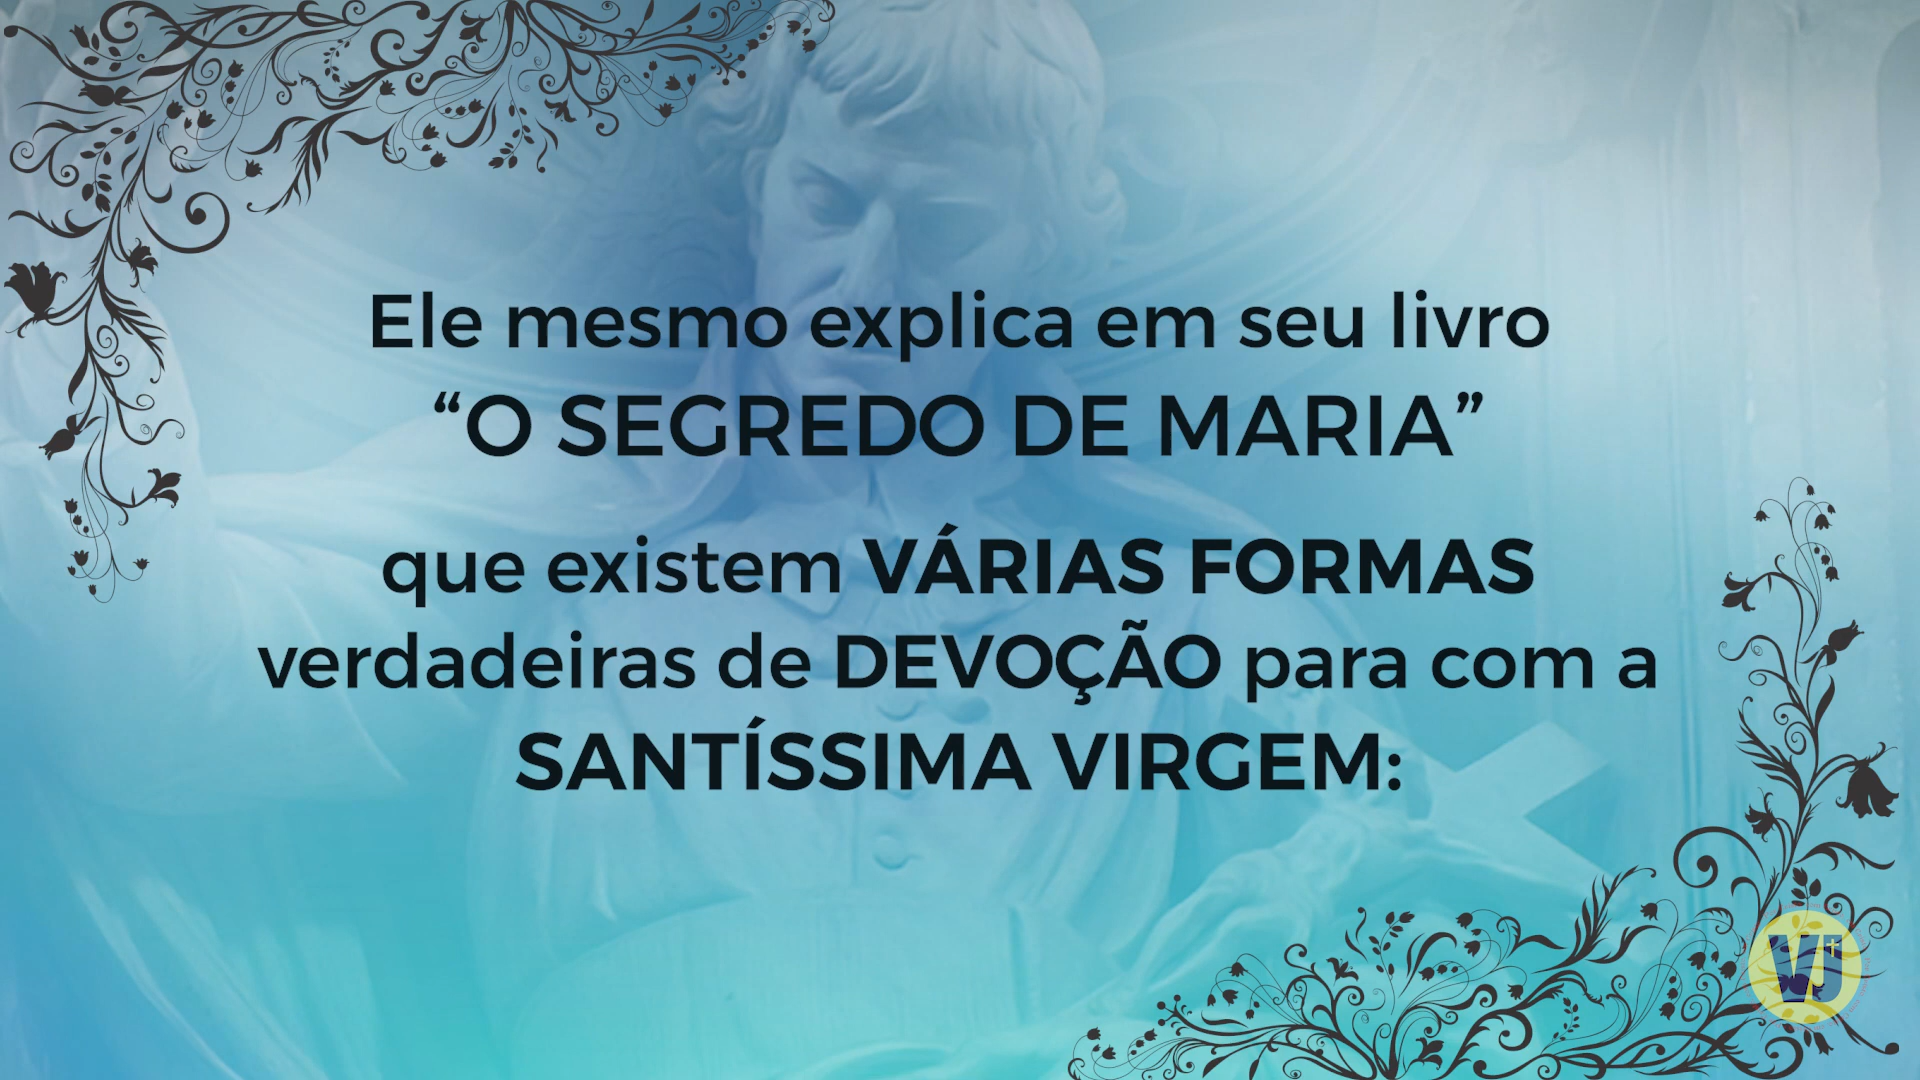 Ele mesmo explica em seu livro
“O SEGREDO DE MARIA”
que existem VÁRIAS FORMAS
verdadeiras de DEVOÇÃO para com a
SANTÍSSIMA VIRGEM:
VJ